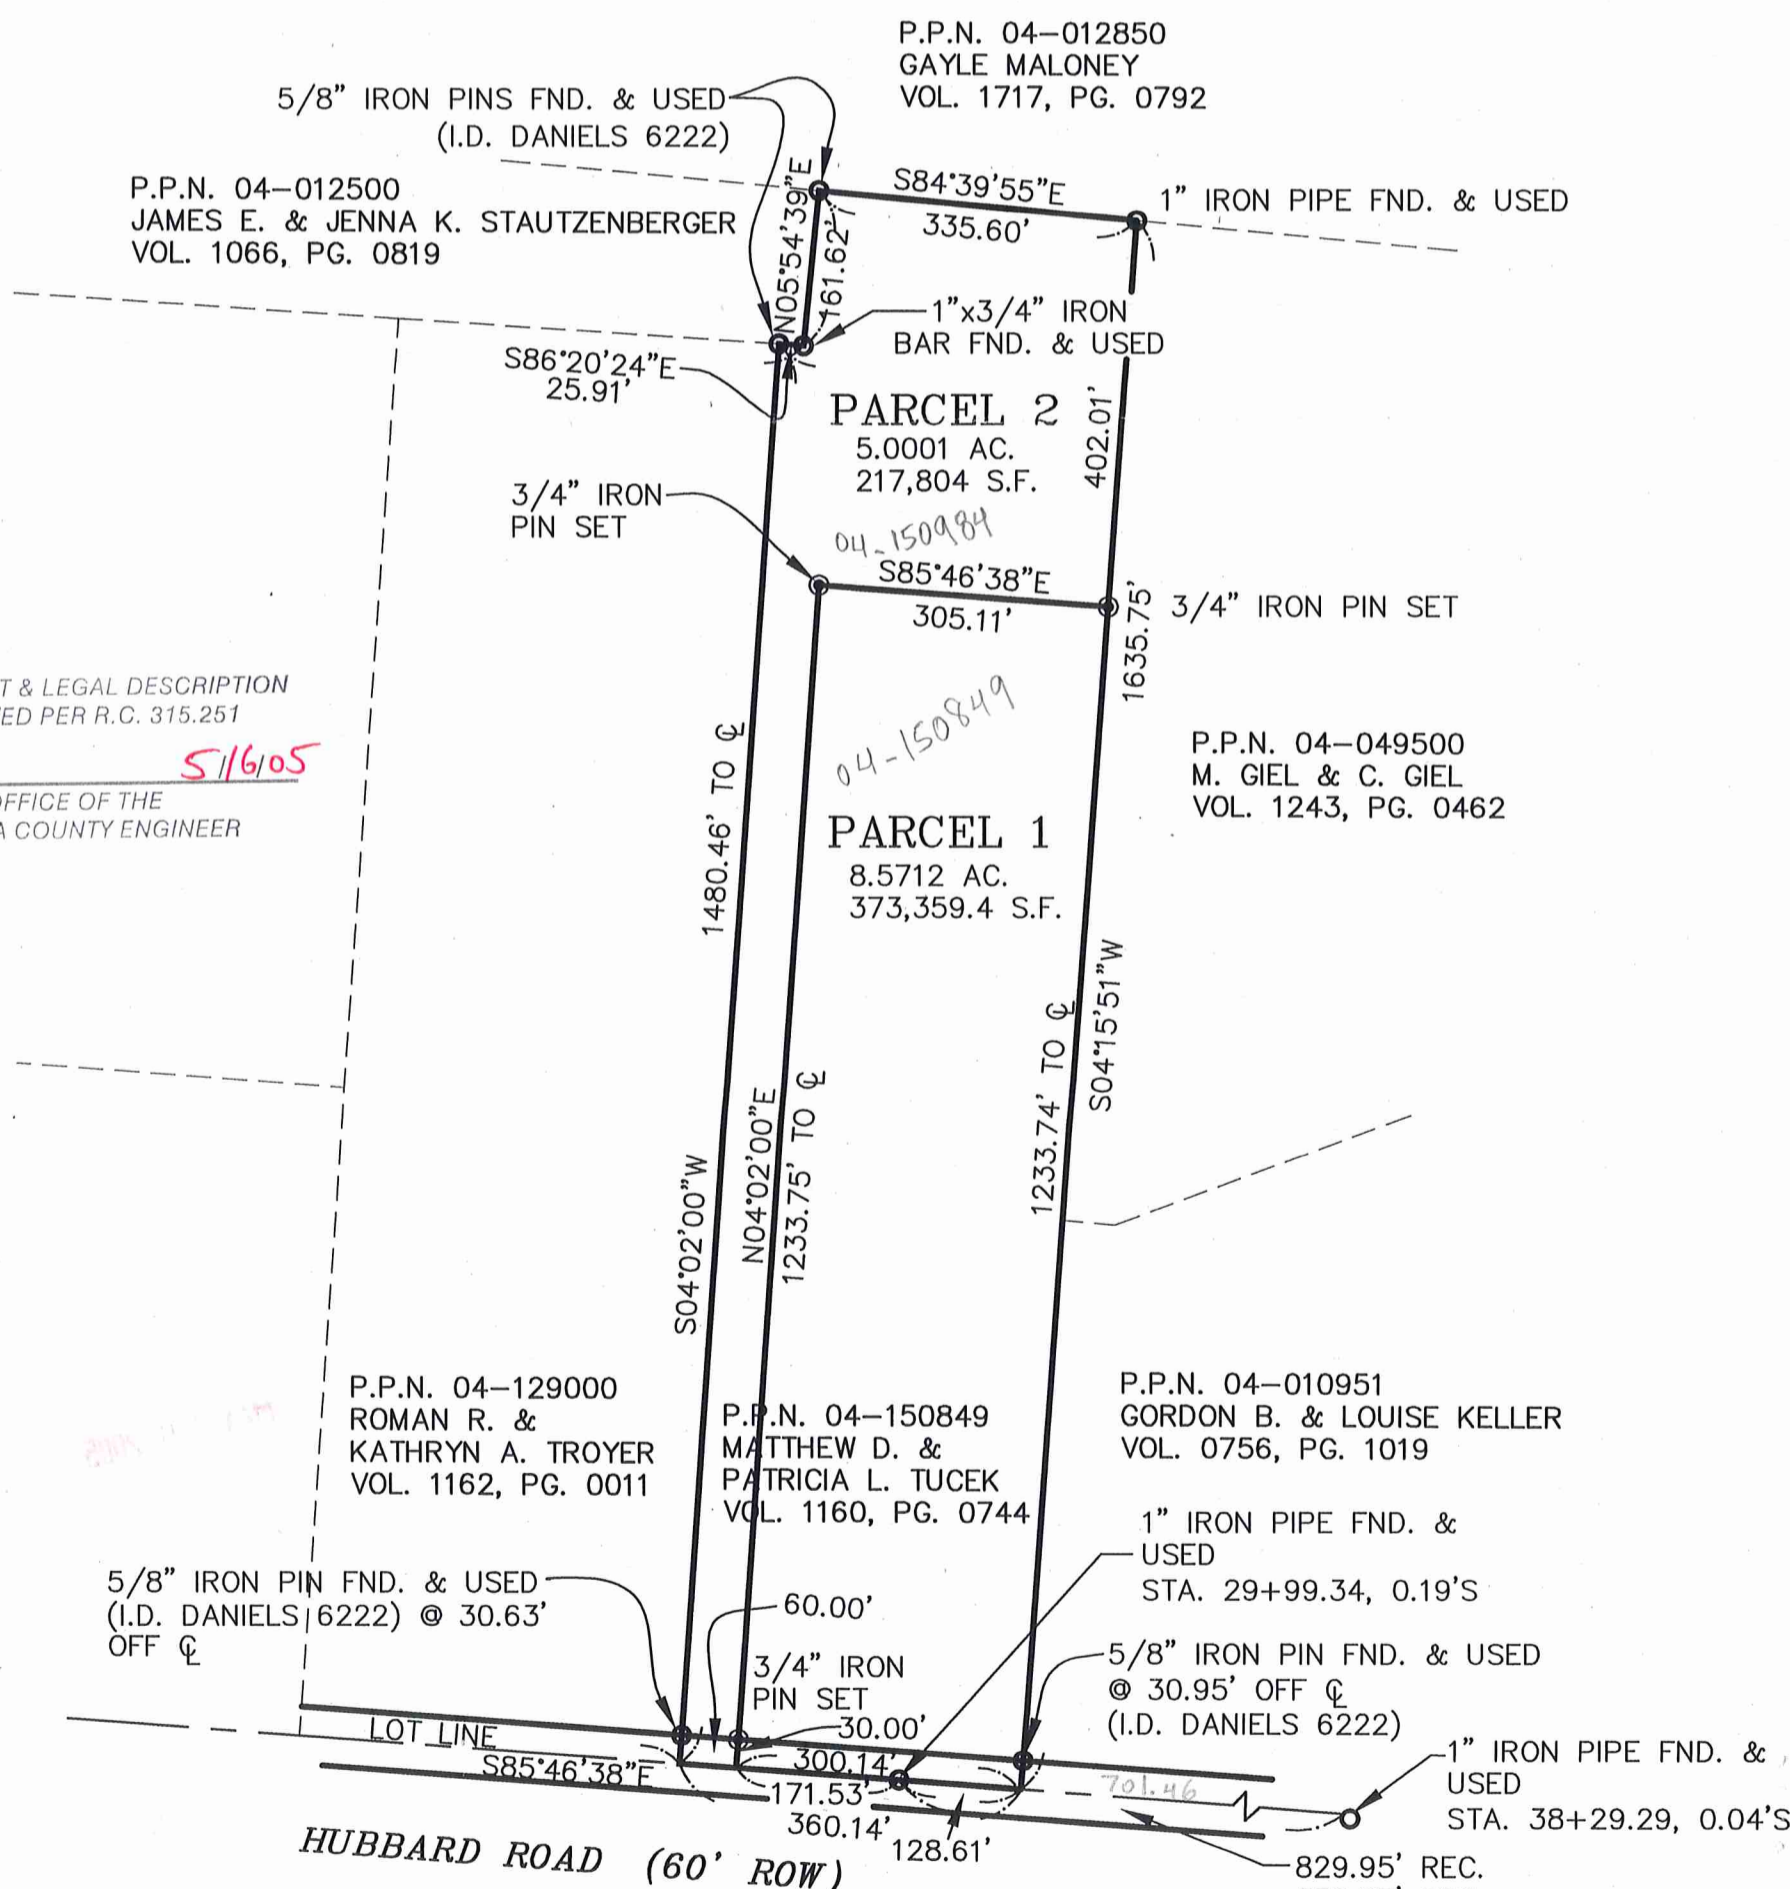 P.P.N. 04-012850
GAYLE MALONEY
VOL. 1717, PG. 0792
5/8" IRON PINS FND. & USED
(I.D. DANIELS 6222)
P.P.N. 04-012500
JAMES E. & JENNA K. STAUTZENBERGER
VOL. 1066, PG. 0819
N05°54'39"E
161.62'
S84°39'55"E
335.60'
1" IRON PIPE FND. & USED
1"x3/4" IRON
BAR FND. & USED
S86°20'24"E
25.91'
PARCEL 2
5.0001 AC.
217,804 S.F.
402.01'
3/4" IRON
PIN SET
04-150984
S85°46'38"E
305.11'
1635.75'
3/4" IRON PIN SET
T & LEGAL DESCRIPTION
ED PER R.C. 315.251
5/16/05
OFFICE OF THE
A COUNTY ENGINEER
1480.46' TO ℄
04-150849
PARCEL 1
8.5712 AC.
373,359.4 S.F.
P.P.N. 04-049500
M. GIEL & C. GIEL
VOL. 1243, PG. 0462
S04°15'51"W
1233.74' TO ℄
S04°02'00"W
N04°02'00"E
1233.75' TO ℄
P.P.N. 04-129000
ROMAN R. &
KATHRYN A. TROYER
VOL. 1162, PG. 0011
P.P.N. 04-150849
MATTHEW D. &
PATRICIA L. TUCEK
VOL. 1160, PG. 0744
P.P.N. 04-010951
GORDON B. & LOUISE KELLER
VOL. 0756, PG. 1019
1" IRON PIPE FND. &
USED
STA. 29+99.34, 0.19'S
5/8" IRON PIN FND. & USED
(I.D. DANIELS 6222) @ 30.63'
OFF ℄
60.00'
3/4" IRON
PIN SET
30.00'
5/8" IRON PIN FND. & USED
@ 30.95' OFF ℄
(I.D. DANIELS 6222)
LOT LINE
S85°46'38"E
300.14'
171.53'
360.14'
128.61'
701.46
1" IRON PIPE FND. &
USED
STA. 38+29.29, 0.04'S
829.95' REC.
HUBBARD ROAD (60' ROW)